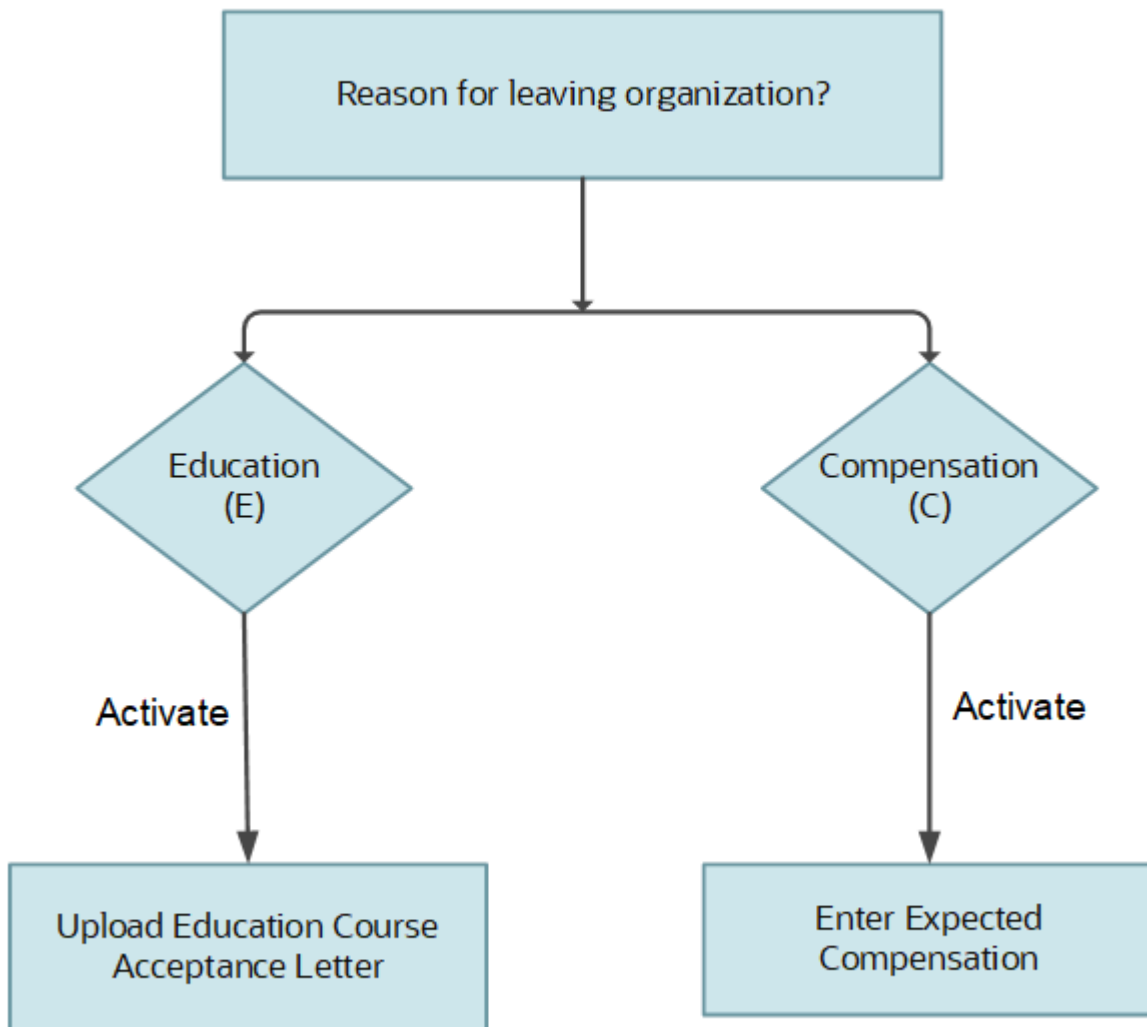 Reason for leaving organization?
Education
(E)
Compensation
(C)
Activate
Activate
Upload Education Course
Acceptance Letter
Enter Expected
Compensation